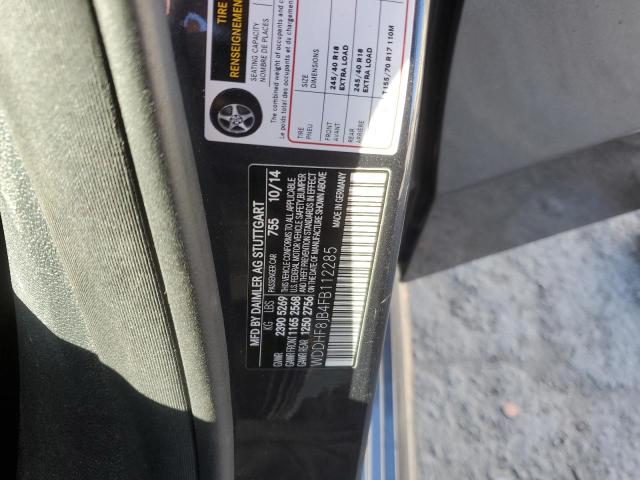 TIRE
RENSEIGNEMENT
SEATING CAPACITY
NOMBRE DE PLACES
The combined weight of occupants and
Le poids total des occupants et du chargement
TIRE
PNEU
SIZE
DIMENSIONS
FRONT
AVANT
245/40 R18
EXTRA LOAD
REAR
ARRIÈRE
245/40 R18
EXTRA LOAD
T155/70 R17 110M
MFD BY DAIMLER AG STUTTGART
PASSENGER CAR 755 10/14
KG LBS
GVWR 2390 5269
GAWR FRONT 1165 2568
GAWR REAR 1250 2756
THIS VEHICLE CONFORMS TO ALL APPLICABLE
U.S. FEDERAL MOTOR VEHICLE SAFETY,BUMPER
AND THEFT PREVENTION STANDARDS IN EFFECT
ON THE DATE OF MANUFACTURE SHOWN ABOVE
WDDHF8JB4FB112285
MADE IN GERMANY